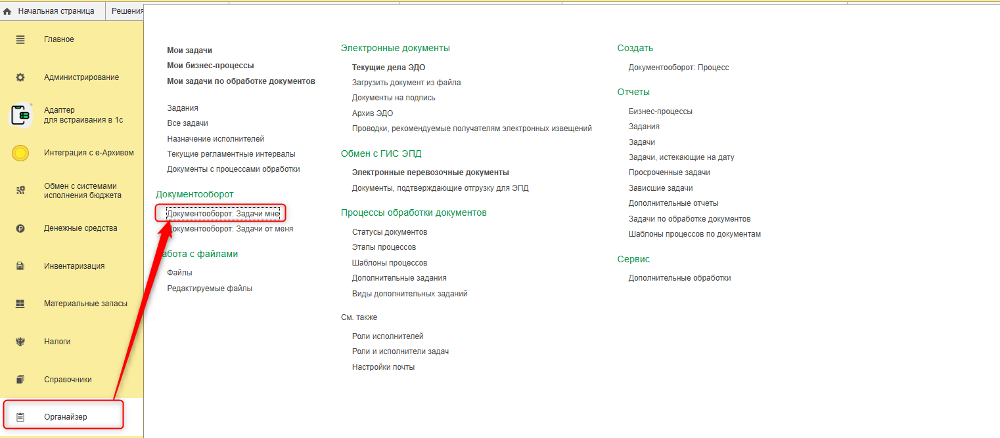 Начальная страница
Решения
Главное
Администрирование
Адаптер
для встраивания в 1с
Интеграция с е-Архивом
Обмен с системами
исполнения бюджета
Денежные средства
Инвентаризация
Материальные запасы
Налоги
Справочники
Органайзер
Мои задачи
Мои бизнес-процессы
Мои задачи по обработке документов
Задания
Все задачи
Назначение исполнителей
Текущие регламентные интервалы
Документы с процессами обработки
Документооборот
Документооборот: Задачи мне
Документооборот: Задачи от меня
абота с файлами
Файлы
Редактируемые файлы
Электронные документы
Текущие дела ЭДО
Загрузить документ из файла
Документы на подпись
Архив ЭДО
Проводки, рекомендуемые получателям электронных извещений
Обмен с ГИС ЭПД
Электронные перевозочные документы
Документы, подтверждающие отгрузку для ЭПД
Процессы обработки документов
Статусы документов
Этапы процессов
Шаблоны процессов
Дополнительные задания
Виды дополнительных заданий
См. также
Роли исполнителей
Роли и исполнители задач
Настройки почты
Создать
Документооборот: Процесс
Отчеты
Бизнес-процессы
Задания
Задачи
Задачи, истекающие на дату
Просроченные задачи
Зависшие задачи
Дополнительные отчеты
Задачи по обработке документов
Шаблоны процессов по документам
Сервис
Дополнительные обработки